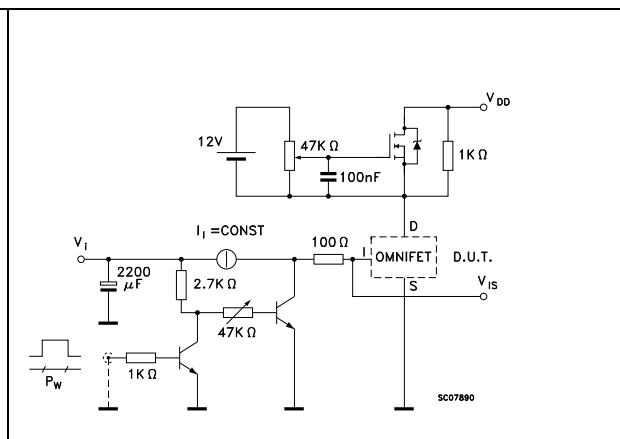 V DD
12V
47K Ω
1K Ω
100nF
I I =CONST
D
V i
100 Ω
I
OMNIFET
D.U.T.
2200
μF
2.7K Ω
S
V IS
47K Ω
1K Ω
P W
SC07890